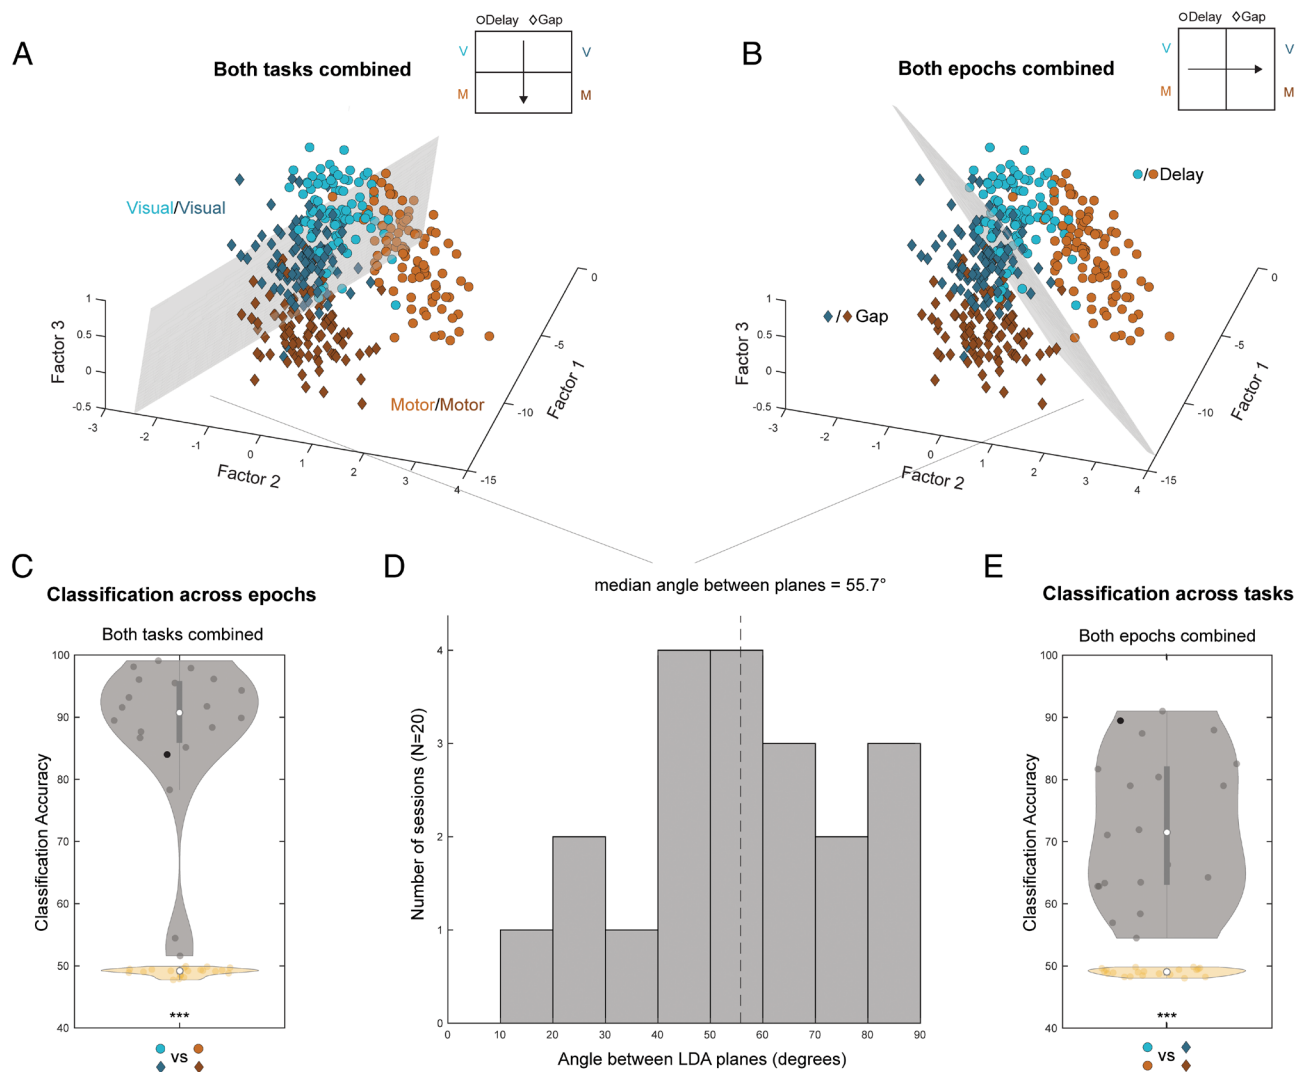 A
Both tasks combined
Delay Gap
V V
M M
Visual/Visual
Motor/Motor
Factor 3
1
0.5
0
-0.5
-3
-2
-1
0
1
2
3
4
Factor 2
-15
-10
-5
0
Factor 1
B
Both epochs combined
Delay Gap
V V
M M
/ Delay
/ Gap
Factor 3
1
0.5
0
-0.5
-3
-2
-1
0
1
2
3
4
Factor 2
-15
-10
-5
0
Factor 1
C
Classification across epochs
Both tasks combined
Classification Accuracy
100
90
80
70
60
50
40
***
vs
D
median angle between planes = 55.7°
Number of sessions (N=20)
4
3
2
1
0
0 10 20 30 40 50 60 70 80 90
Angle between LDA planes (degrees)
E
Classification across tasks
Both epochs combined
Classification Accuracy
100
90
80
70
60
50
40
***
vs